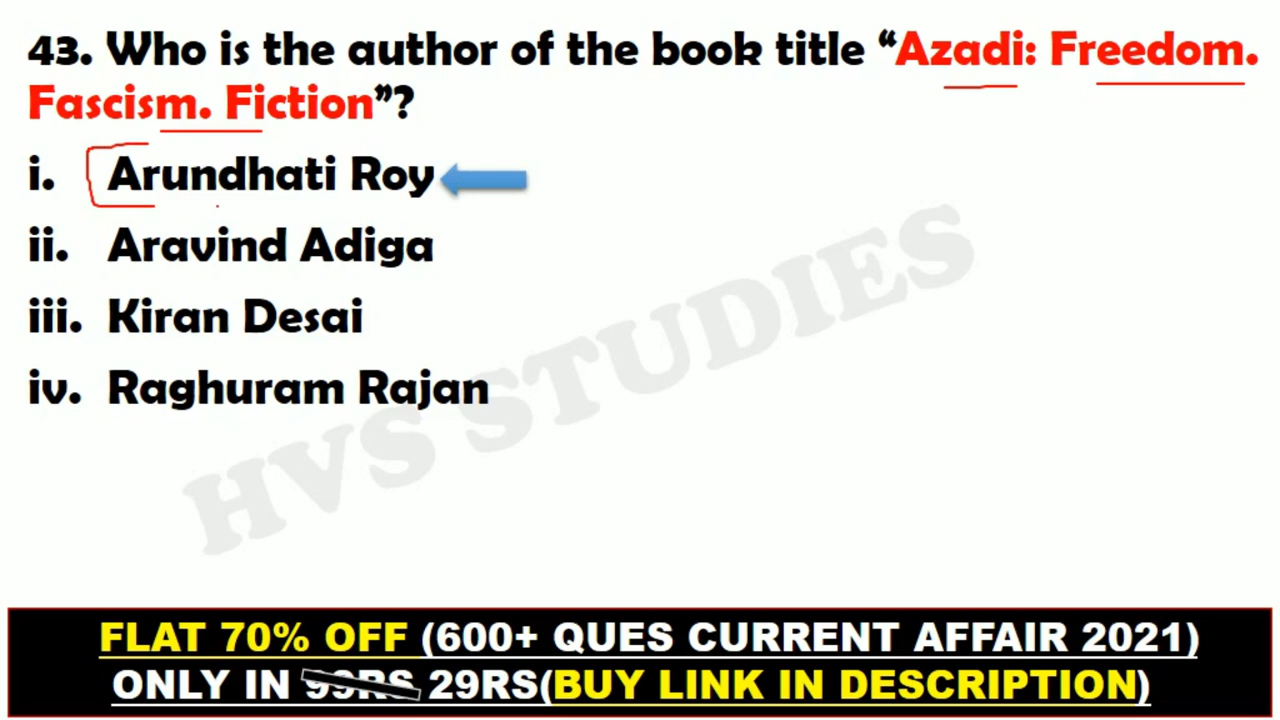 43. Who is the author of the book title “Azadi: Freedom.
Fascism. Fiction”?
i. Arundhati Roy
ii. Aravind Adiga
iii. Kiran Desai
iv. Raghuram Rajan
HVS STUDIES
FLAT 70% OFF (600+ QUES CURRENT AFFAIR 2021)
ONLY IN 99RS 29RS(BUY LINK IN DESCRIPTION)